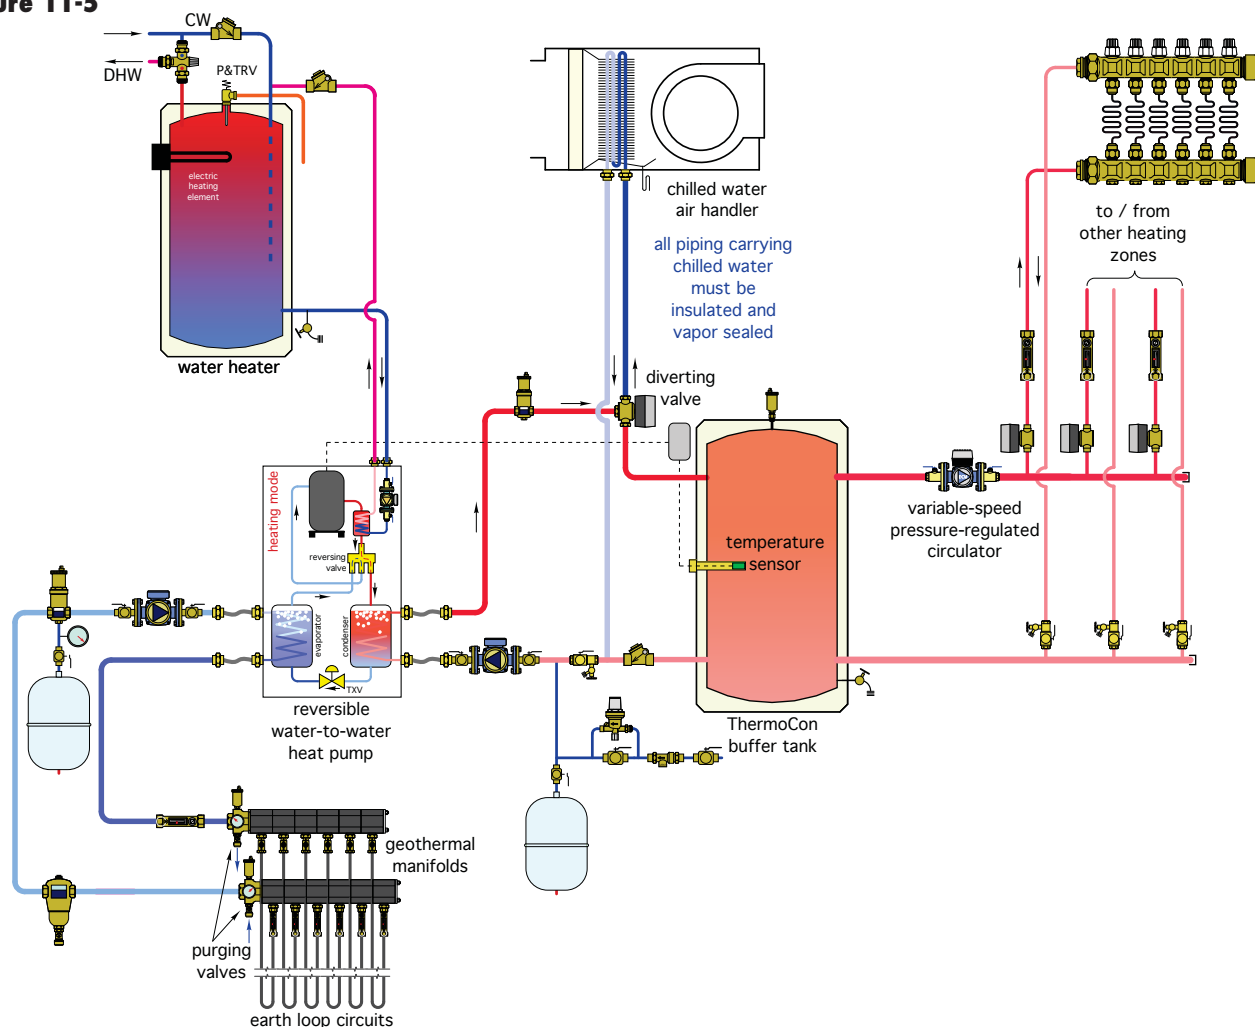 ure 11-5
CW
DHW
P&TRV
electric
heating
element
water heater
chilled water
air handler
all piping carrying
chilled water
must be
insulated and
vapor sealed
to / from
other heating
zones
diverting
valve
variable-speed
pressure-regulated
circulator
temperature
sensor
heating mode
reversing
valve
evaporator
condenser
TXV
reversible
water-to-water
heat pump
ThermoCon
buffer tank
geothermal
manifolds
purging
valves
earth loop circuits